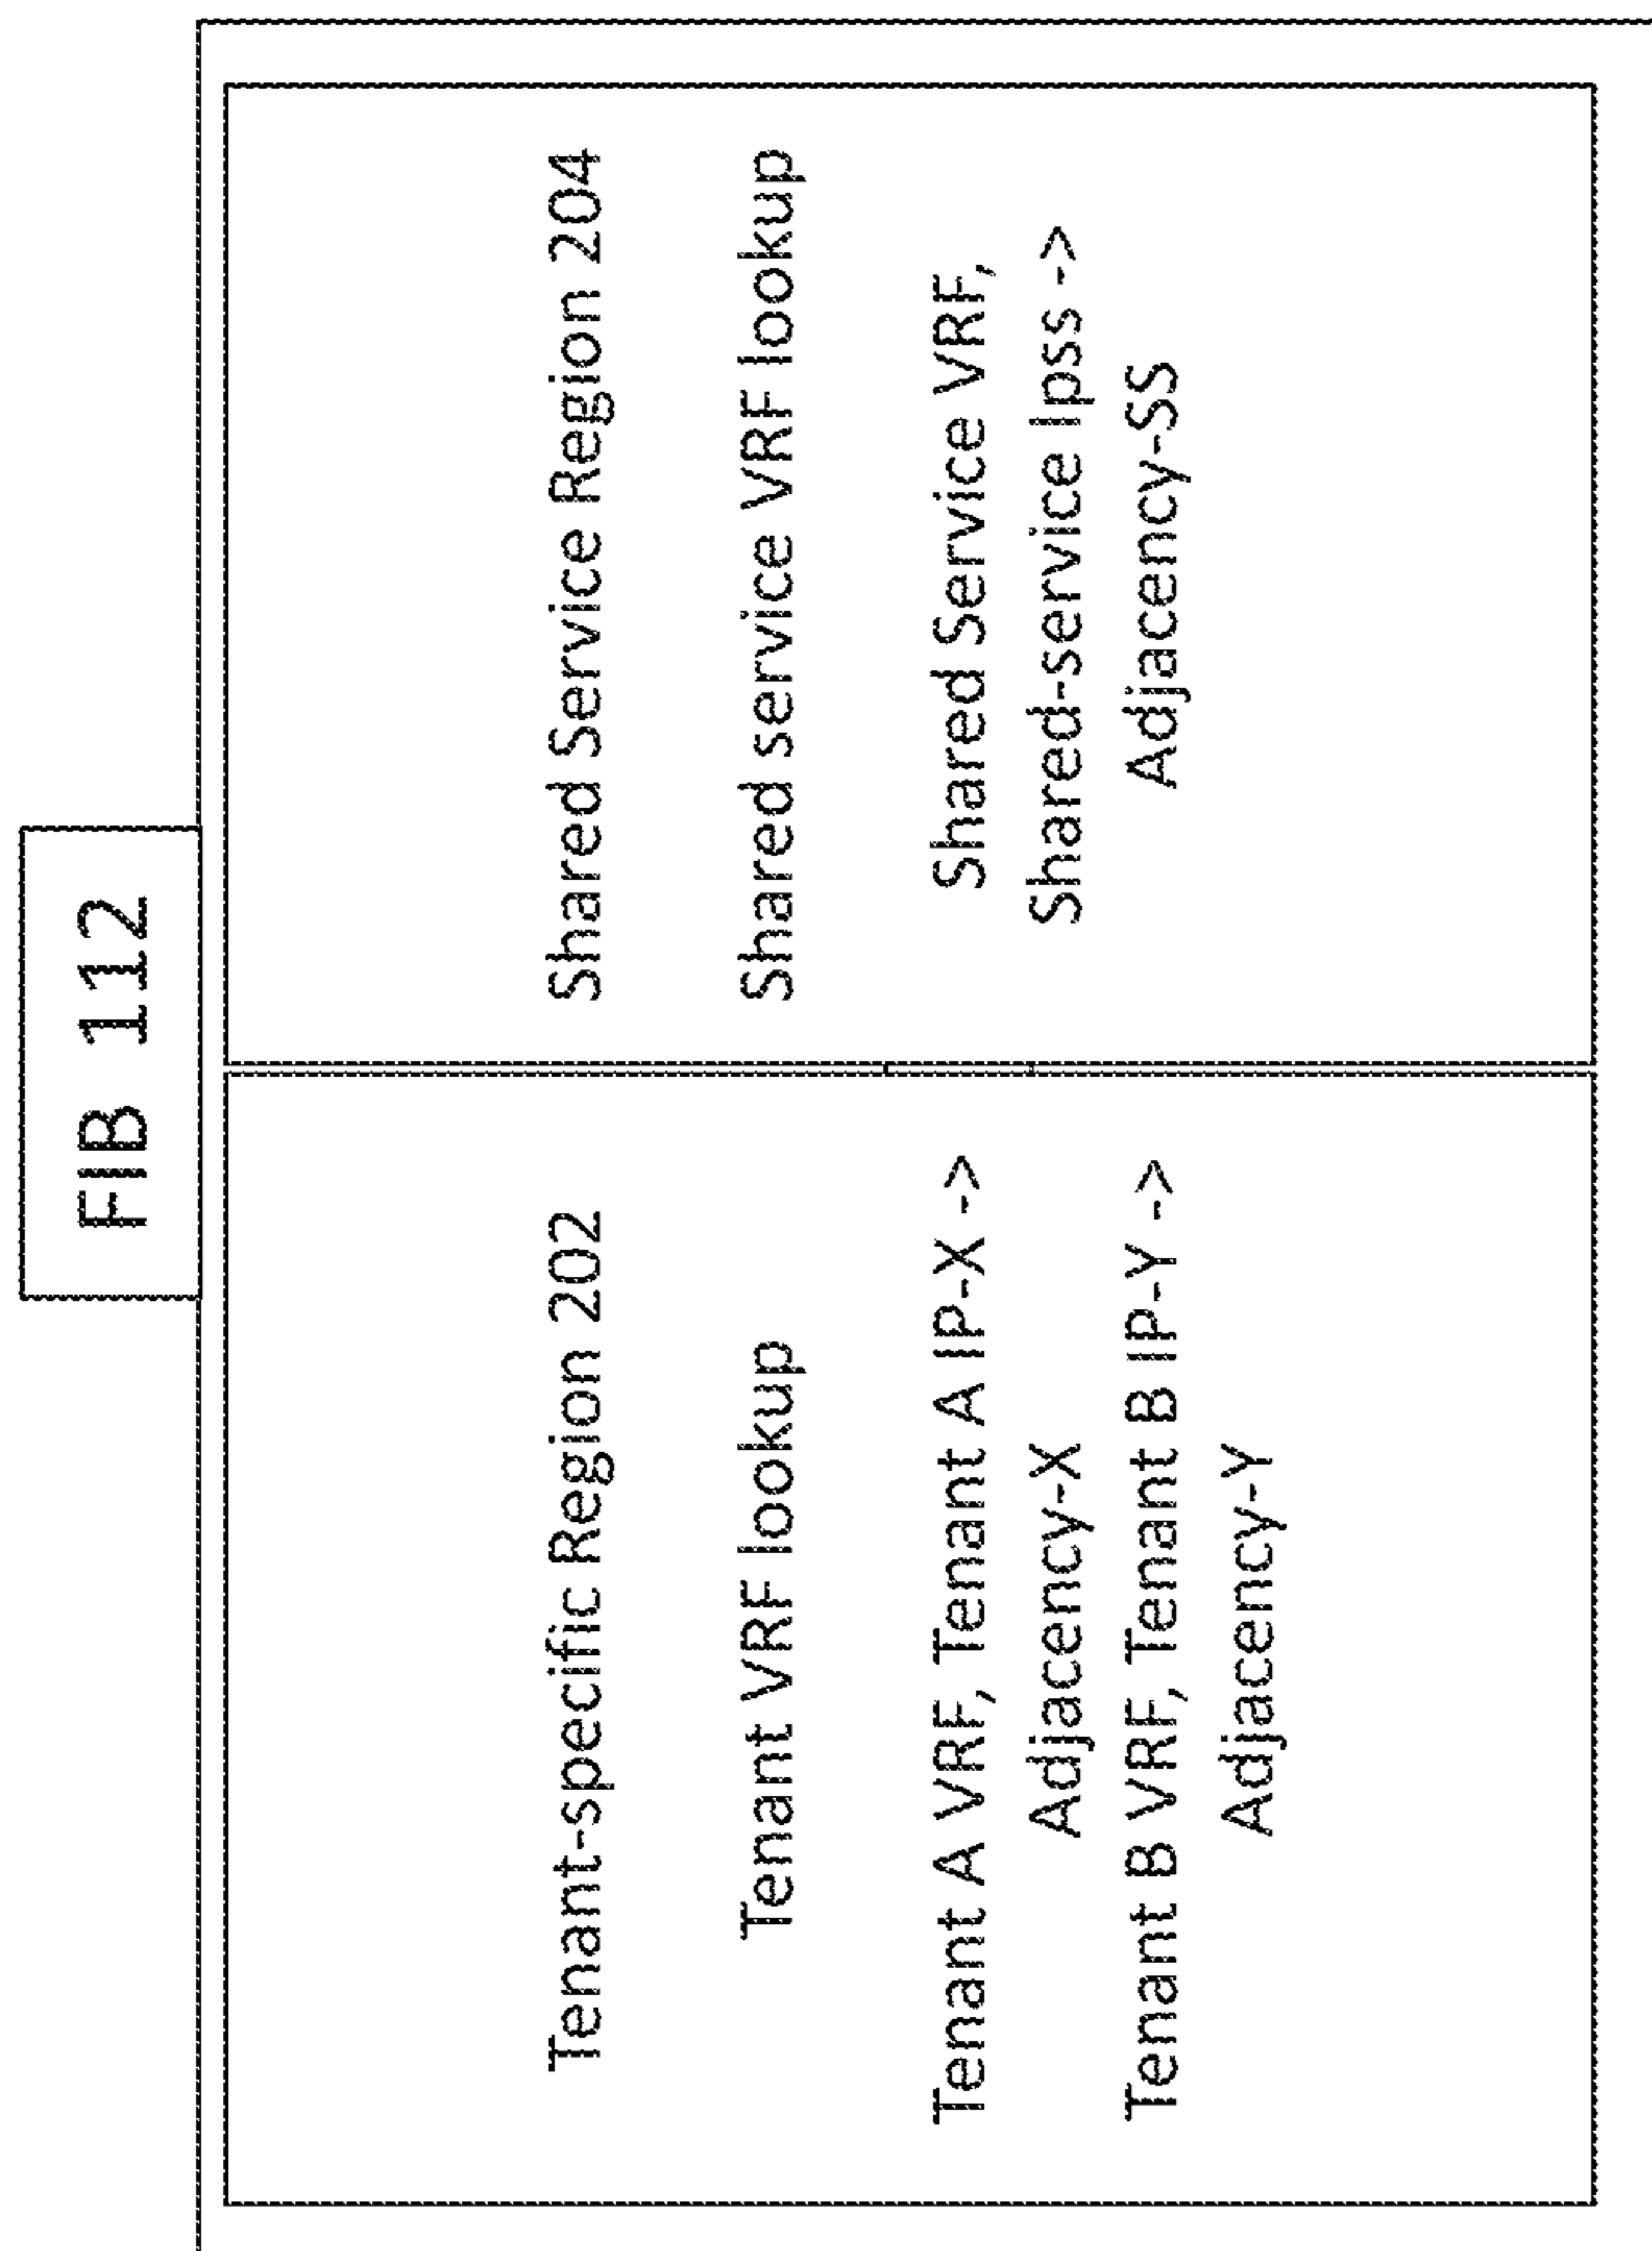 FIB 112
Tenant-specific Region 202
Tenant VRF lookup
Tenant A VRF, Tenant A IP-X ->
Adjacency-X
Tenant B VRF, Tenant B IP-Y ->
Adjacency-Y
Shared Service Region 204
Shared service VRF lookup
Shared Service VRF,
Shared-service Ipss ->
Adjacency-SS